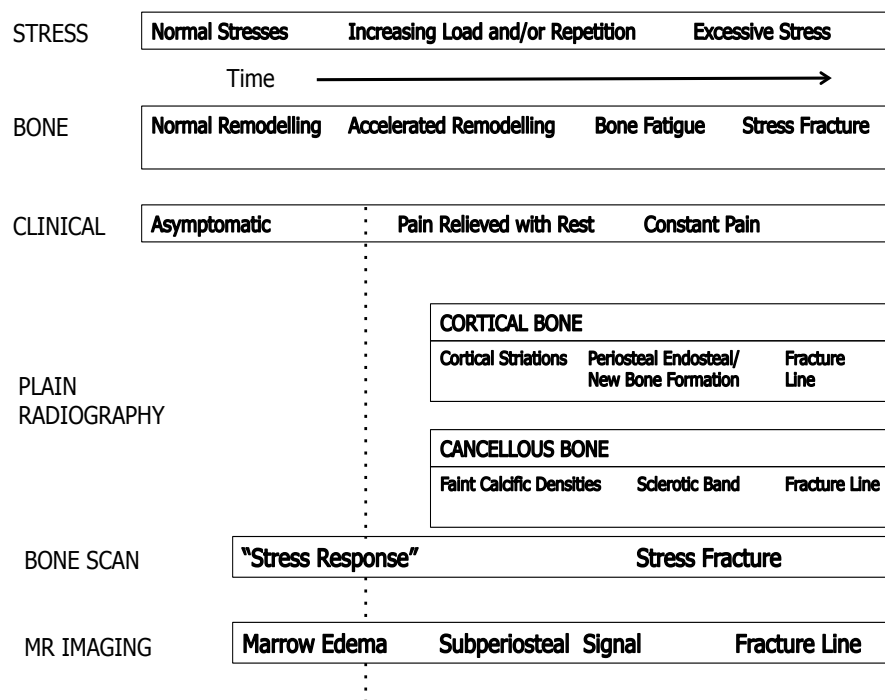 STRESS
Normal Stresses Increasing Load and/or Repetition Excessive Stress
Time
BONE
Normal Remodelling Accelerated Remodelling Bone Fatigue Stress Fracture
CLINICAL
Asymptomatic Pain Relieved with Rest Constant Pain
PLAIN
RADIOGRAPHY
CORTICAL BONE
Cortical Striations Periosteal Endosteal/ Fracture
New Bone Formation Line
CANCELLOUS BONE
Faint Calcific Densities Sclerotic Band Fracture Line
BONE SCAN
“Stress Response” Stress Fracture
MR IMAGING
Marrow Edema Subperiosteal Signal Fracture Line